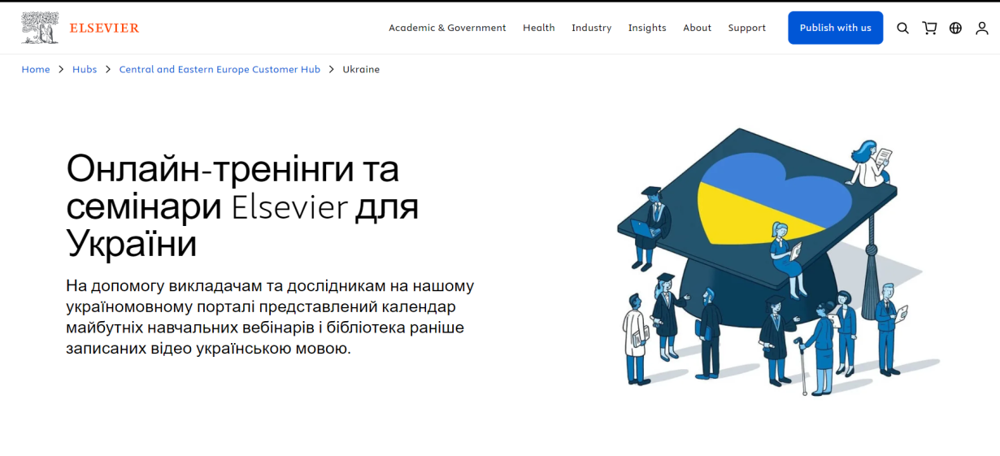 ELSEVIER
Academic & Government Health Industry Insights About Support Publish with us
Home > Hubs > Central and Eastern Europe Customer Hub > Ukraine
Онлайн-тренінги та
семінари Elsevier для
України
На допомогу викладачам та дослідникам на нашому
україномовному порталі представлений календар
майбутніх навчальних вебінарів і бібліотека раніше
записаних відео українською мовою.